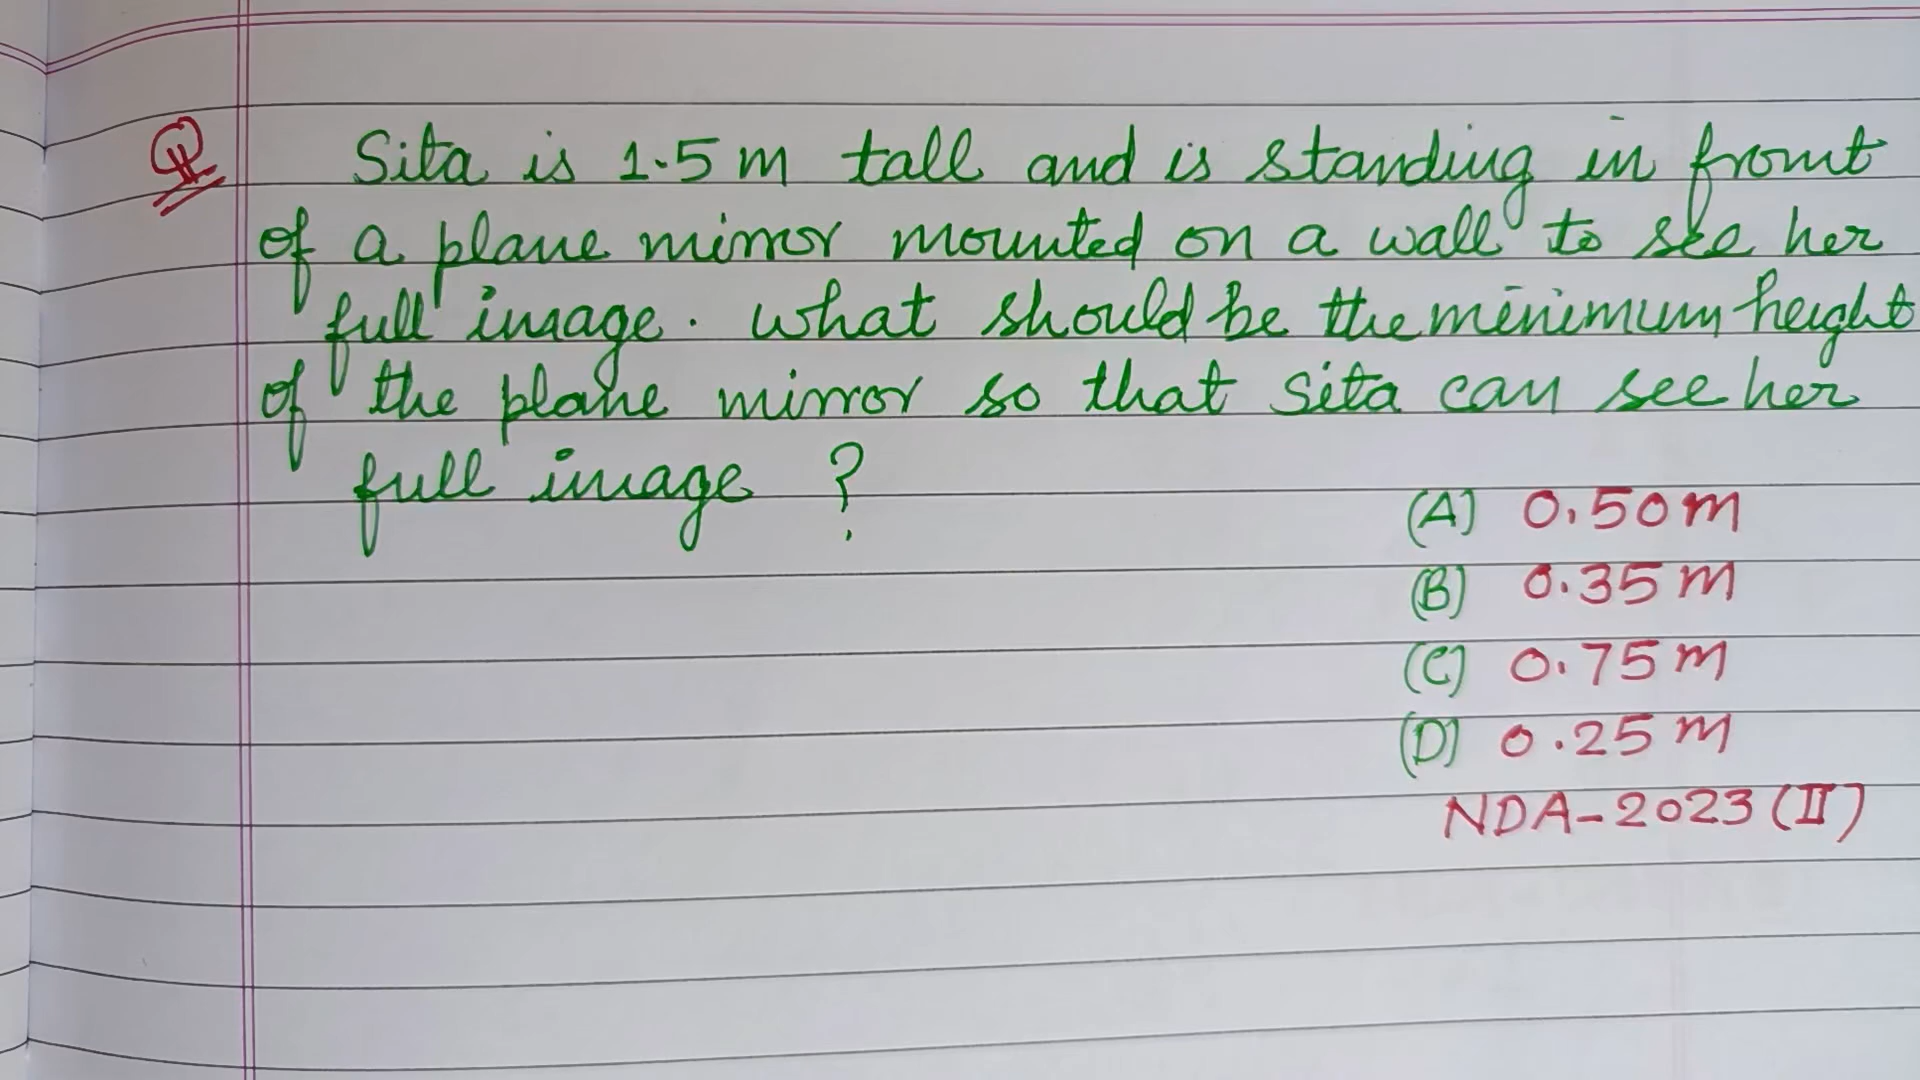 Q Sita is 1.5 m tall and is standing in front
of a plane mirror mounted on a wall to see her
full image. what should be the minimum height
of the plane mirror so that sita can see her
full image ?
(A) 0.50 m
(B) 0.35 m
(C) 0.75 m
(D) 0.25 m
NDA-2023 (II)